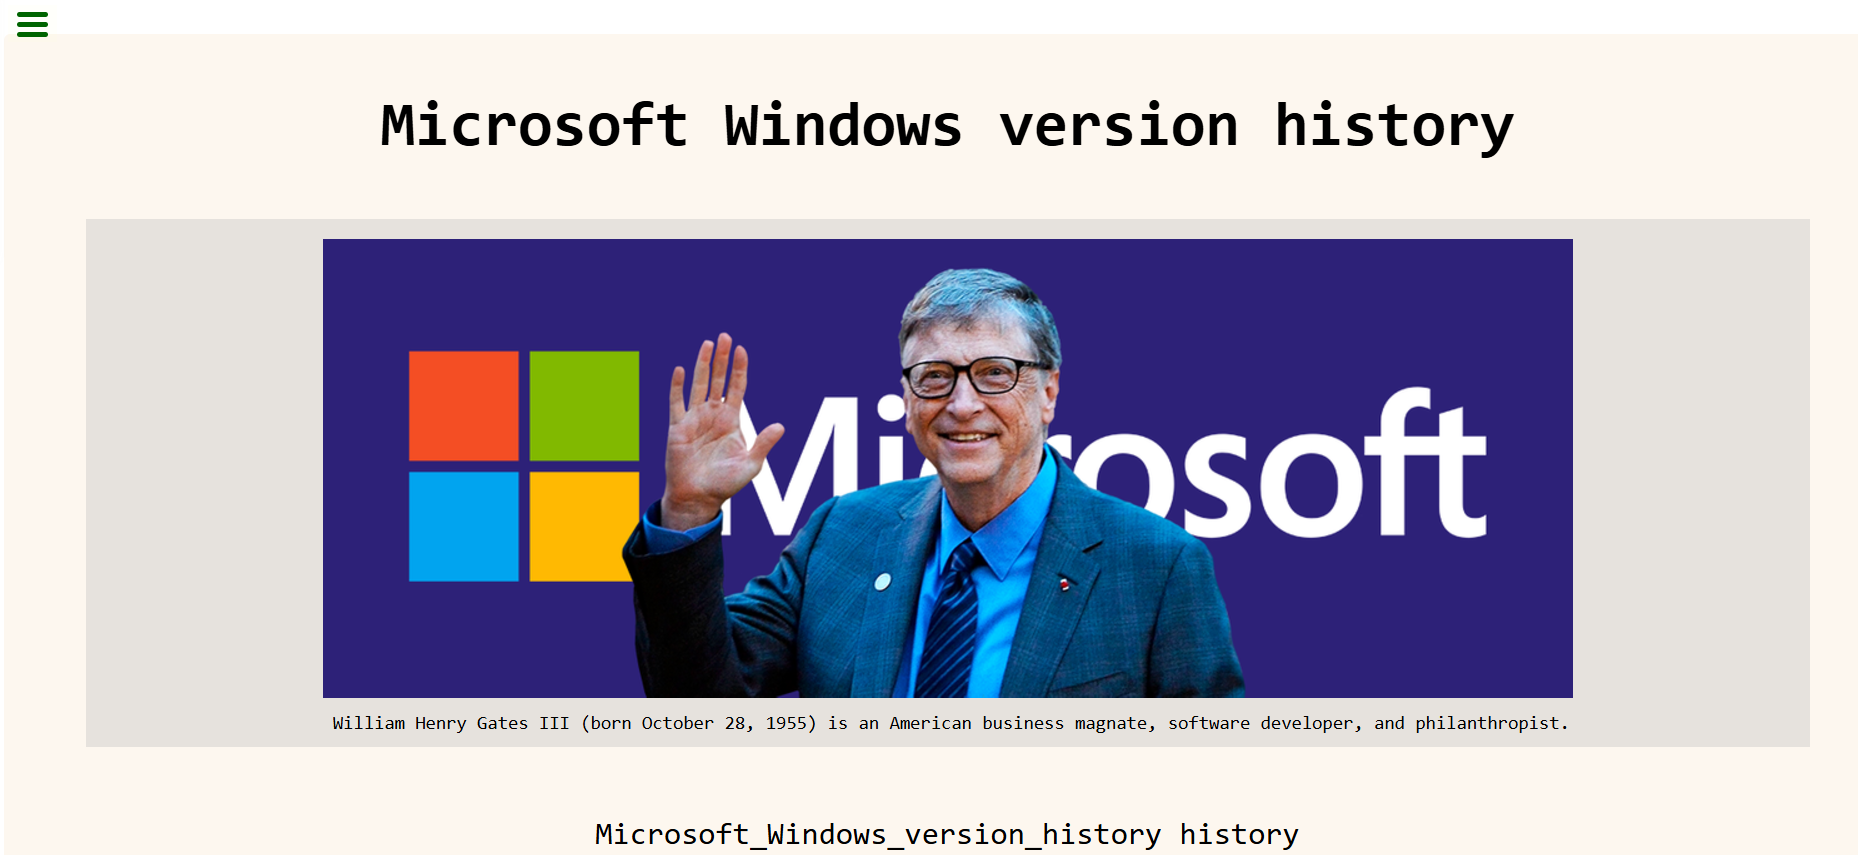 Microsoft Windows version history
Microsoft
William Henry Gates III (born October 28, 1955) is an American business magnate, software developer, and philanthropist.
Microsoft_Windows_version_history history